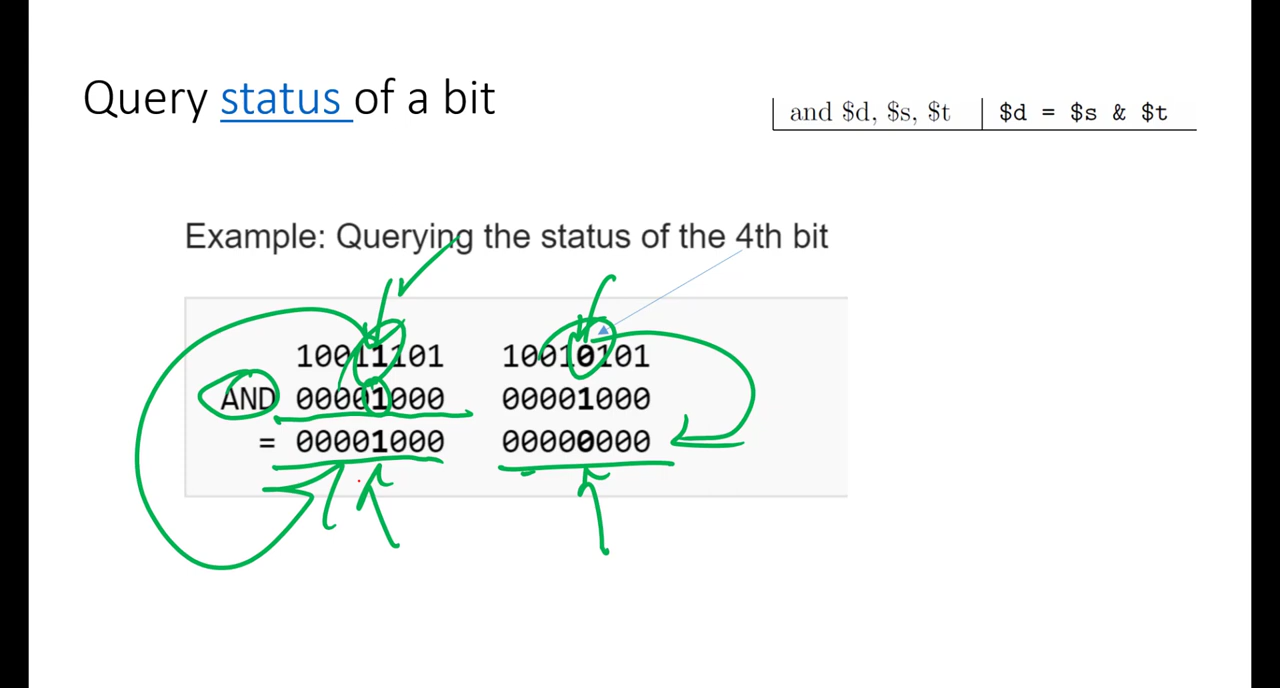 Query status of a bit
and $d, $s, $t $d = $s & $t
Example: Querying the status of the 4th bit
10011101 10010101
AND 00001000 00001000
= 00001000 00000000